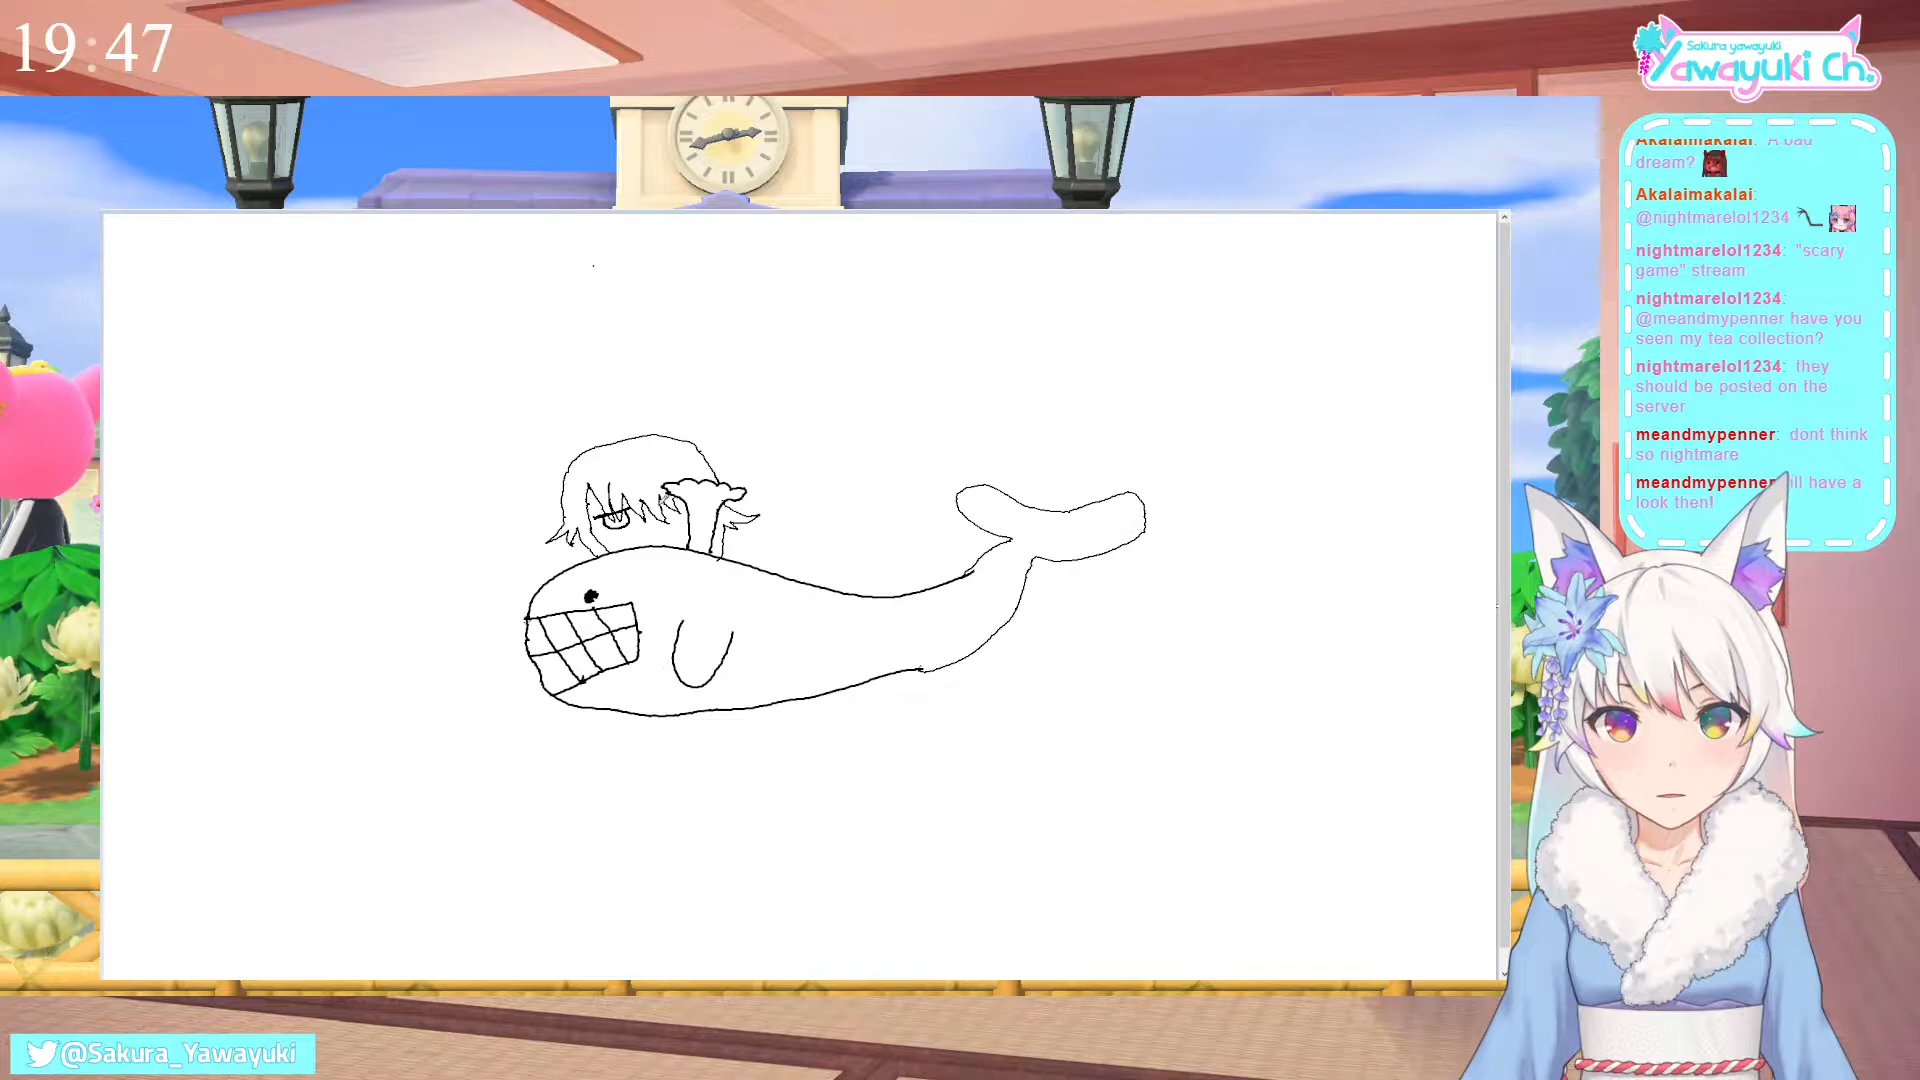 19:47
Sakura yawayuki
Yawayuki Ch.
Akalaimakalai: A bad
dream?
Akalaimakalai:
@nightmarelol1234
nightmarelol1234: "scary
game" stream
nightmarelol1234:
@meandmypenner have you
seen my tea collection?
nightmarelol1234: they
should be posted on the
server
meandmypenner: dont think
so nightmare
meandmypenner: ill have a
look then!
@Sakura_Yawayuki